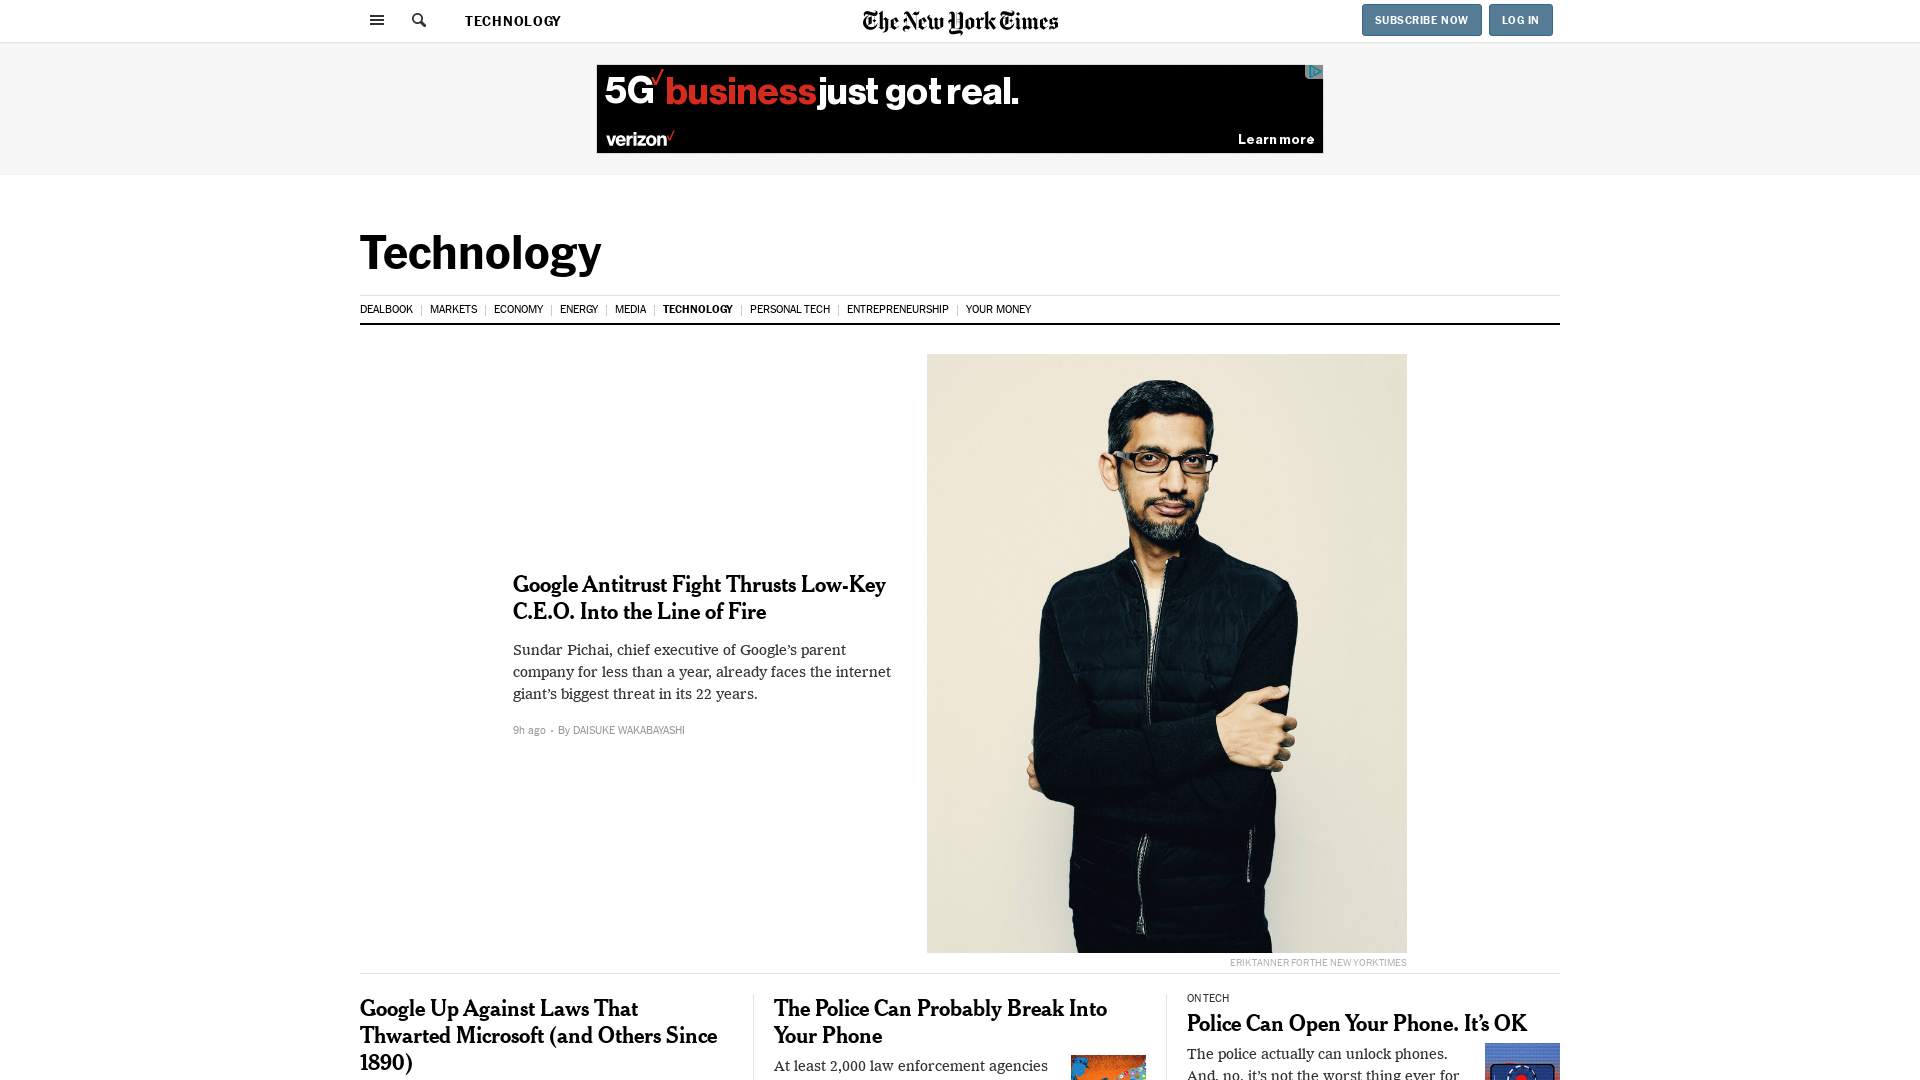 TECHNOLOGY
The New York Times
SUBSCRIBE NOW
LOG IN
5G business just got real.
verizon
Learn more
Technology
DEALBOOK
MARKETS
ECONOMY
ENERGY
MEDIA
TECHNOLOGY
PERSONAL TECH
ENTREPRENEURSHIP
YOUR MONEY
Google Antitrust Fight Thrusts Low-Key
C.E.O. Into the Line of Fire
Sundar Pichai, chief executive of Google’s parent
company for less than a year, already faces the internet
giant’s biggest threat in its 22 years.
9h ago • By DAISUKE WAKABAYASHI
ERIK TANNER FOR THE NEW YORK TIMES
Google Up Against Laws That
Thwarted Microsoft (and Others Since
1890)
The Police Can Probably Break Into
Your Phone
At least 2,000 law enforcement agencies
ON TECH
Police Can Open Your Phone. It’s OK
The police actually can unlock phones.
And, no, it’s not the worst thing ever for